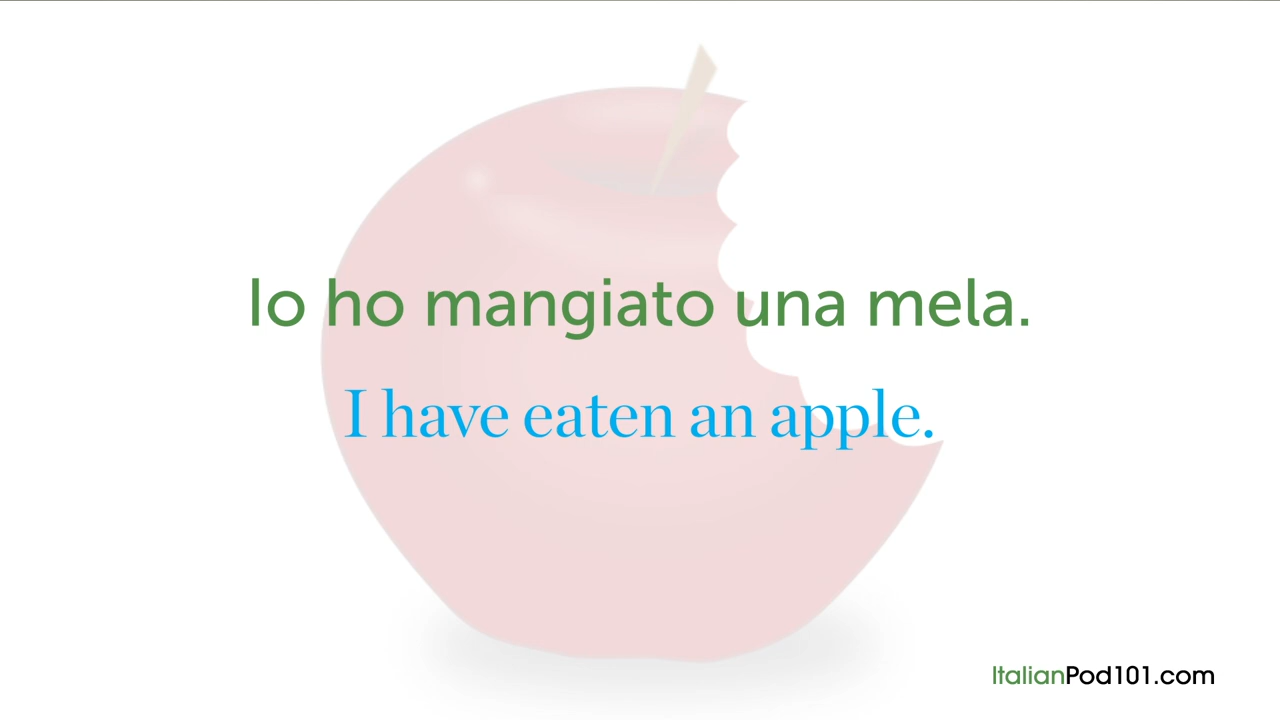 Io ho mangiato una mela.
I have eaten an apple.
ItalianPod101.com